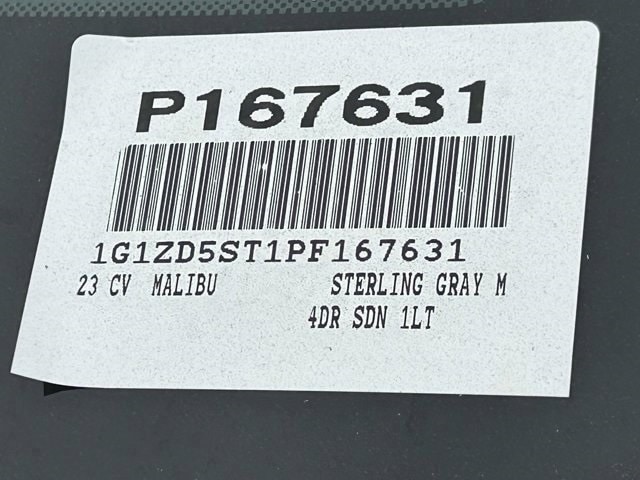 P167631
1G1ZD5ST1PF167631
23 CV MALIBU STERLING GRAY M
4DR SDN 1LT